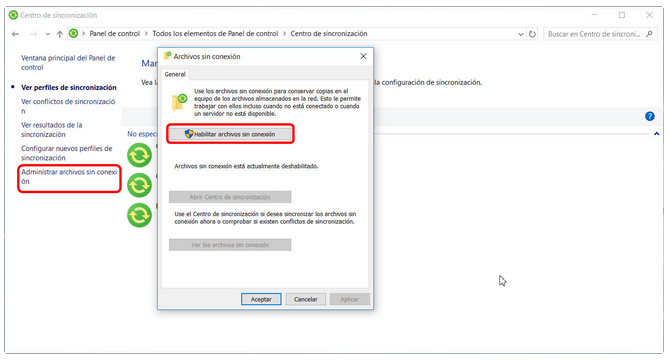 Centro de sincronización
Panel de control
Todos los elementos de Panel de control
Centro de sincronización
Buscar en Centro de sincroni...
Ventana principal del Panel de
control
Ver perfiles de sincronización
Ver conflictos de sincronizació
n
Ver resultados de la
sincronización
Configurar nuevos perfiles de
sincronización
Administrar archivos sin conexi
ón
Vea
la configuración de sincronización.
No especi
Archivos sin conexión
General
Use los archivos sin conexión para conservar copias en el
equipo de los archivos almacenados en la red. Esto le permite
trabajar con ellos incluso cuando no está conectado o cuando
un servidor no está disponible.
Habilitar archivos sin conexión
Archivos sin conexión está actualmente deshabilitado.
Abrir Centro de sincronización
Use el Centro de sincronización si desea sincronizar los archivos sin
conexión ahora o comprobar si existen conflictos de sincronización.
Ver los archivos sin conexión
Aceptar
Cancelar
Aplicar